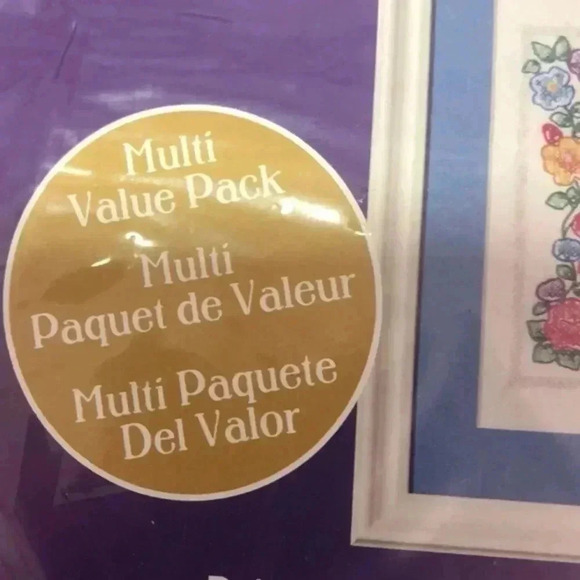 Multi
Value Pack
Multi
Paquet de Valeur
Multi Paquete
Del Valor